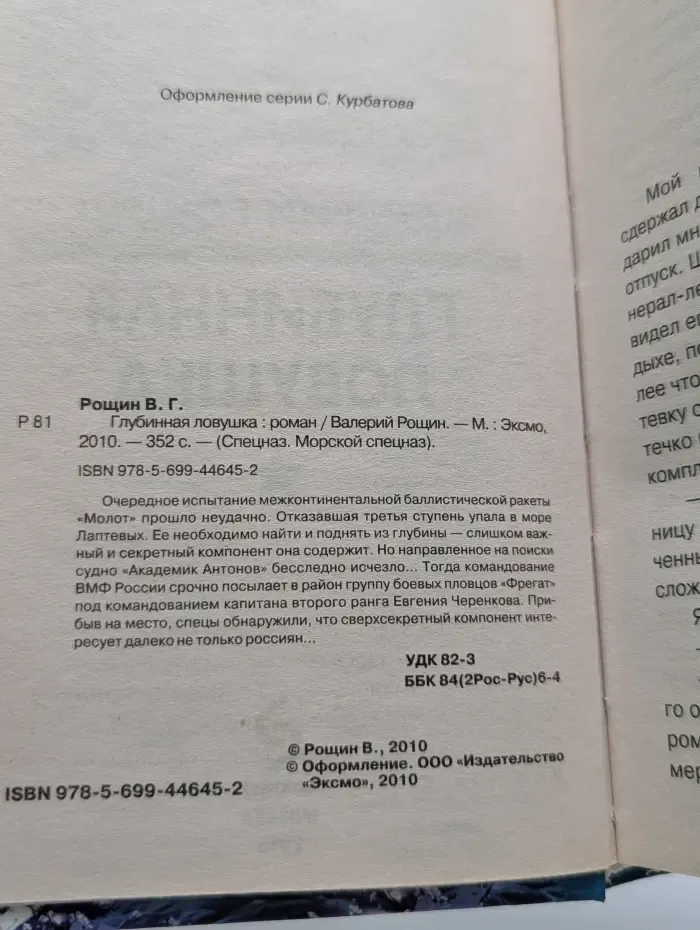 Оформление серии С. Курбатова
Рощин В. Г.
Р 81 Глубинная ловушка : роман / Валерий Рощин. — М. : Эксмо,
2010. — 352 с. — (Спецназ. Морской спецназ).
ISBN 978-5-699-44645-2
Очередное испытание межконтинентальной баллистической ракеты
«Молот» прошло неудачно. Отказавшая третья ступень упала в море
Лаптевых. Ее необходимо найти и поднять из глубины — слишком важ-
ный и секретный компонент она содержит. Но направленное на поиски
судно «Академик Антонов» бесследно исчезло... Тогда командование
ВМФ России срочно посылает в район группу боевых пловцов «Фрегат»
под командованием капитана второго ранга Евгения Черенкова. При-
быв на место, спецы обнаружили, что сверхсекретный компонент инте-
ресует далеко не только россиян...
УДК 82-3
ББК 84(2Рос-Рус)6-4
© Рощин В., 2010
© Оформление. ООО «Издательство
«Эксмо», 2010
ISBN 978-5-699-44645-2
Мой
сдержал
дарил мн
отпуск.
нерал-ле
видел ег
дыхе, по
лее что
тевку с
течко
компл
—
ницу
ченны
слож
Я
—
го о
ром
мер